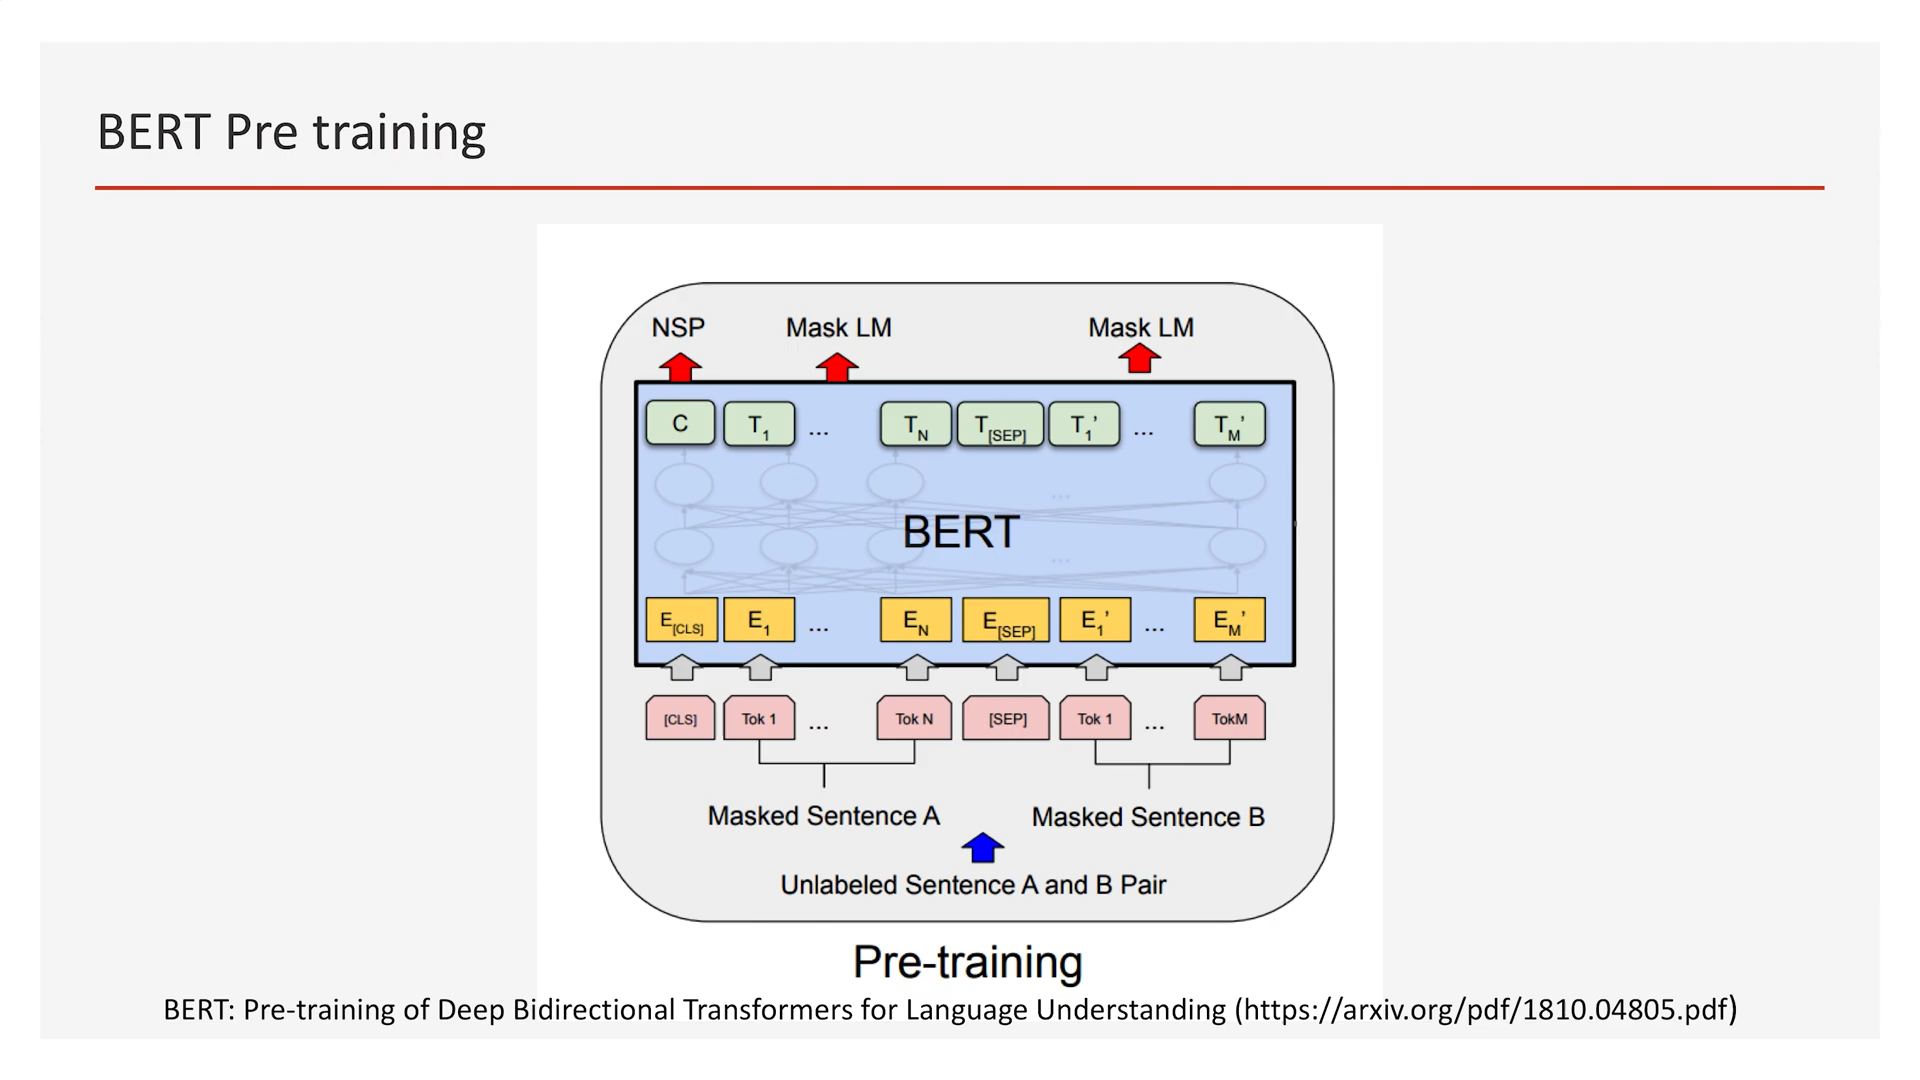 BERT Pre training
NSP Mask LM Mask LM
C T1 ... TN T[SEP] T1’ ... TM’
... 
BERT
...
E[CLS] E1 ... EN E[SEP] E1’ ... EM’
[CLS] Tok 1 ... Tok N [SEP] Tok 1 ... TokM
Masked Sentence A Masked Sentence B
Unlabeled Sentence A and B Pair
Pre-training
BERT: Pre-training of Deep Bidirectional Transformers for Language Understanding (https://arxiv.org/pdf/1810.04805.pdf)